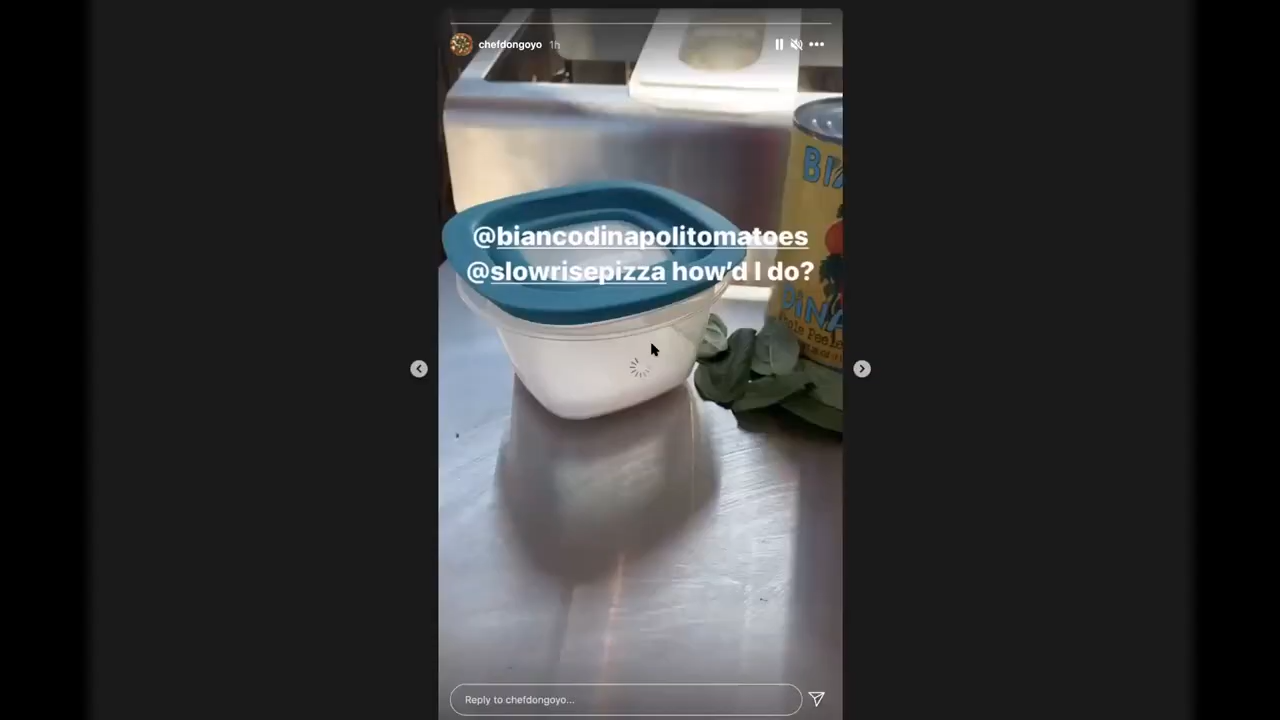 chefdongoyo 1h
@biancodinapolitomatoes
@slowrisepizza how'd I do?
Reply to chefdongoyo...